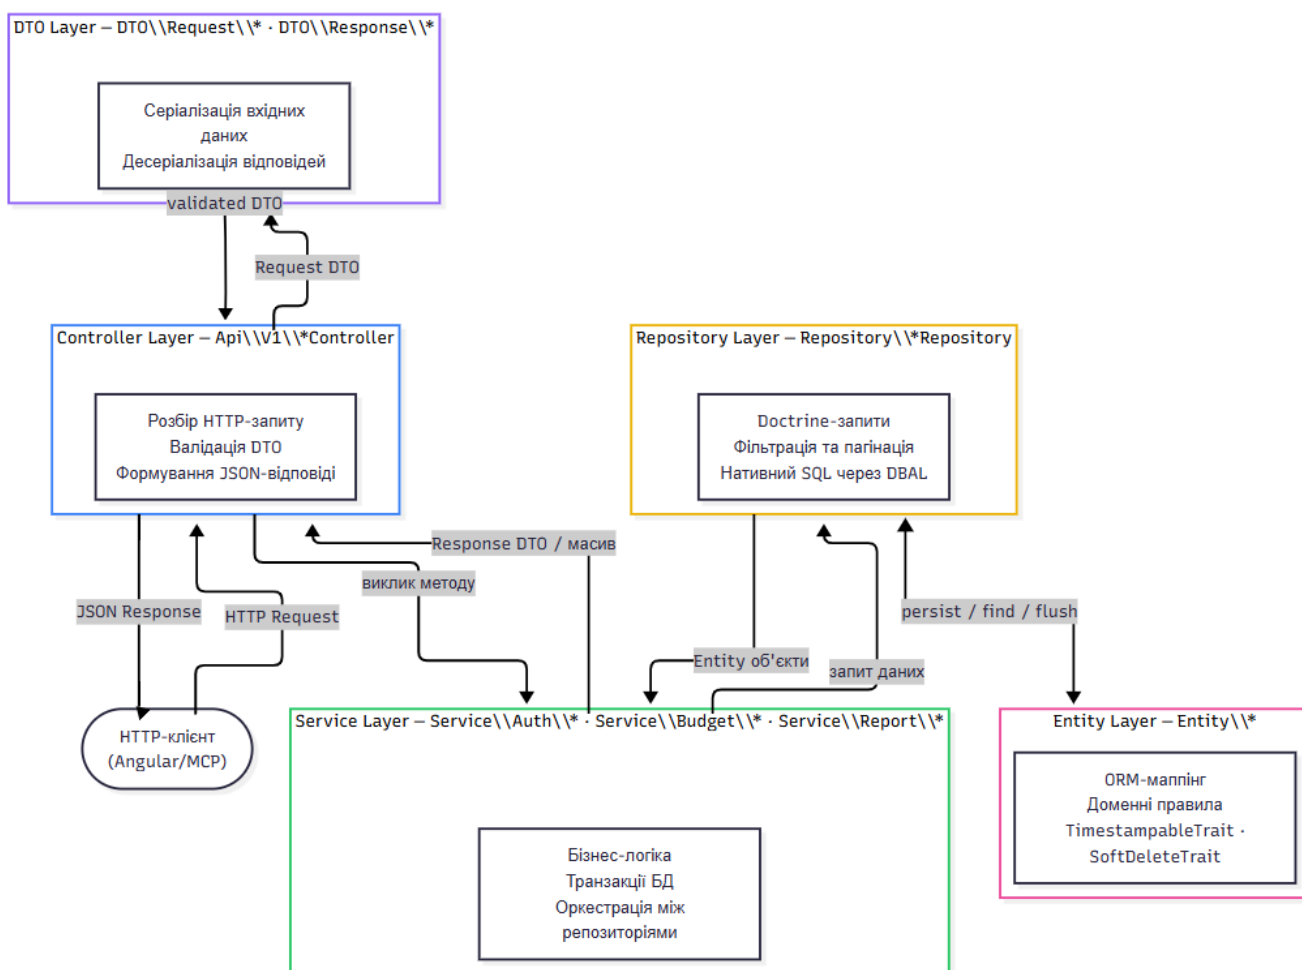 DTO Layer – DTO\\Request\\* · DTO\\Response\\*
Серіалізація вхідних
даних
Десеріалізація відповідей
validated DTO
Request DTO
Controller Layer – Api\\V1\\*Controller
Розбір HTTP-запиту
Валідація DTO
Формування JSON-відповіді
Repository Layer – Repository\\*Repository
Doctrine-запити
Фільтрація та пагінація
Нативний SQL через DBAL
Response DTO / масив
виклик методу
JSON Response
HTTP Request
persist / find / flush
Entity об'єкти
запит даних
HTTP-клієнт
(Angular/MCP)
Service Layer – Service\\Auth\\* · Service\\Budget\\* · Service\\Report\\*
Бізнес-логіка
Транзакції БД
Оркестрація між
репозиторіями
Entity Layer – Entity\\*
ORM-маппінг
Доменні правила
TimestampableTrait ·
SoftDeleteTrait